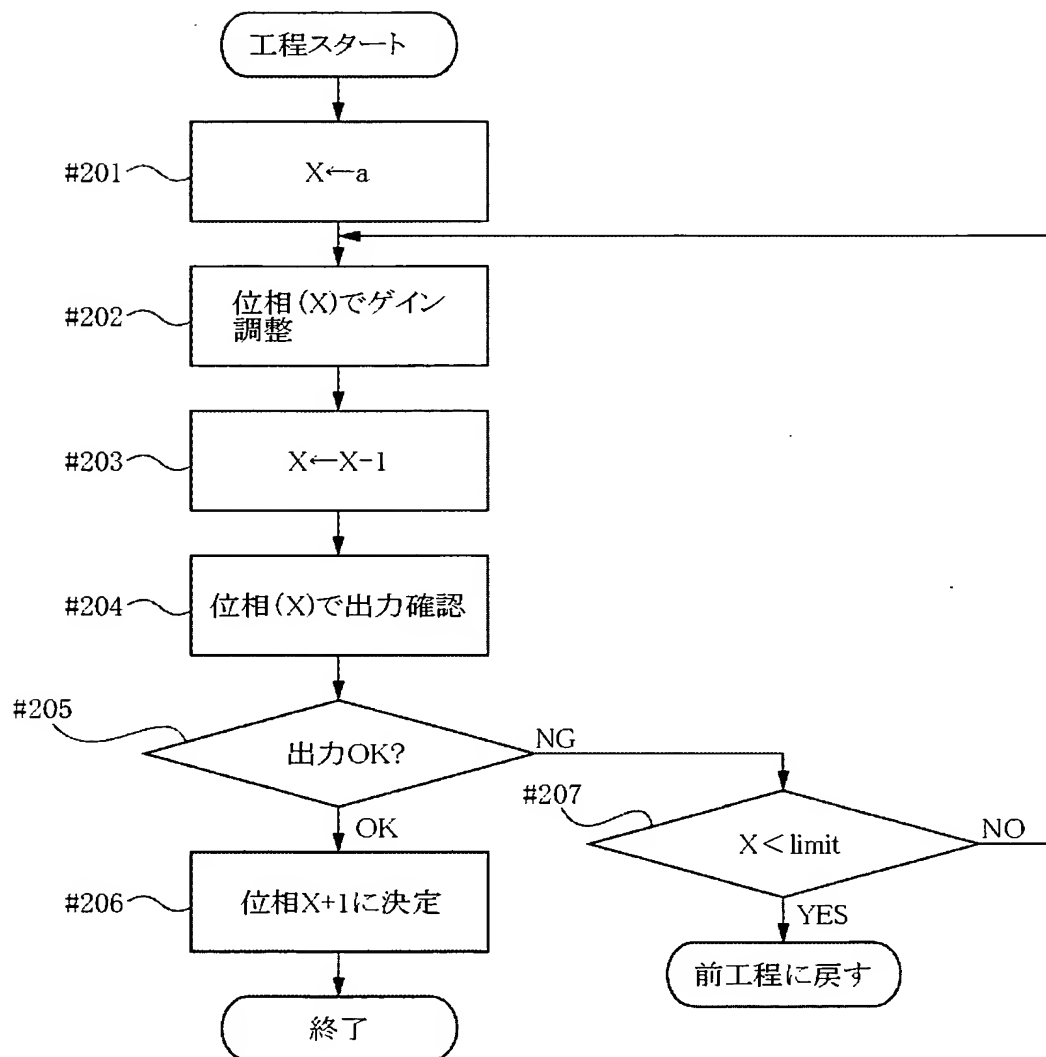 工程スタート
#201
X←a
#202
位相(X)でゲイン
調整
#203
X←X-1
#204
位相(X)で出力確認
#205
出力OK?
NG
OK
#207
X<limit
NO
YES
#206
位相X+1に決定
前工程に戻す
終了